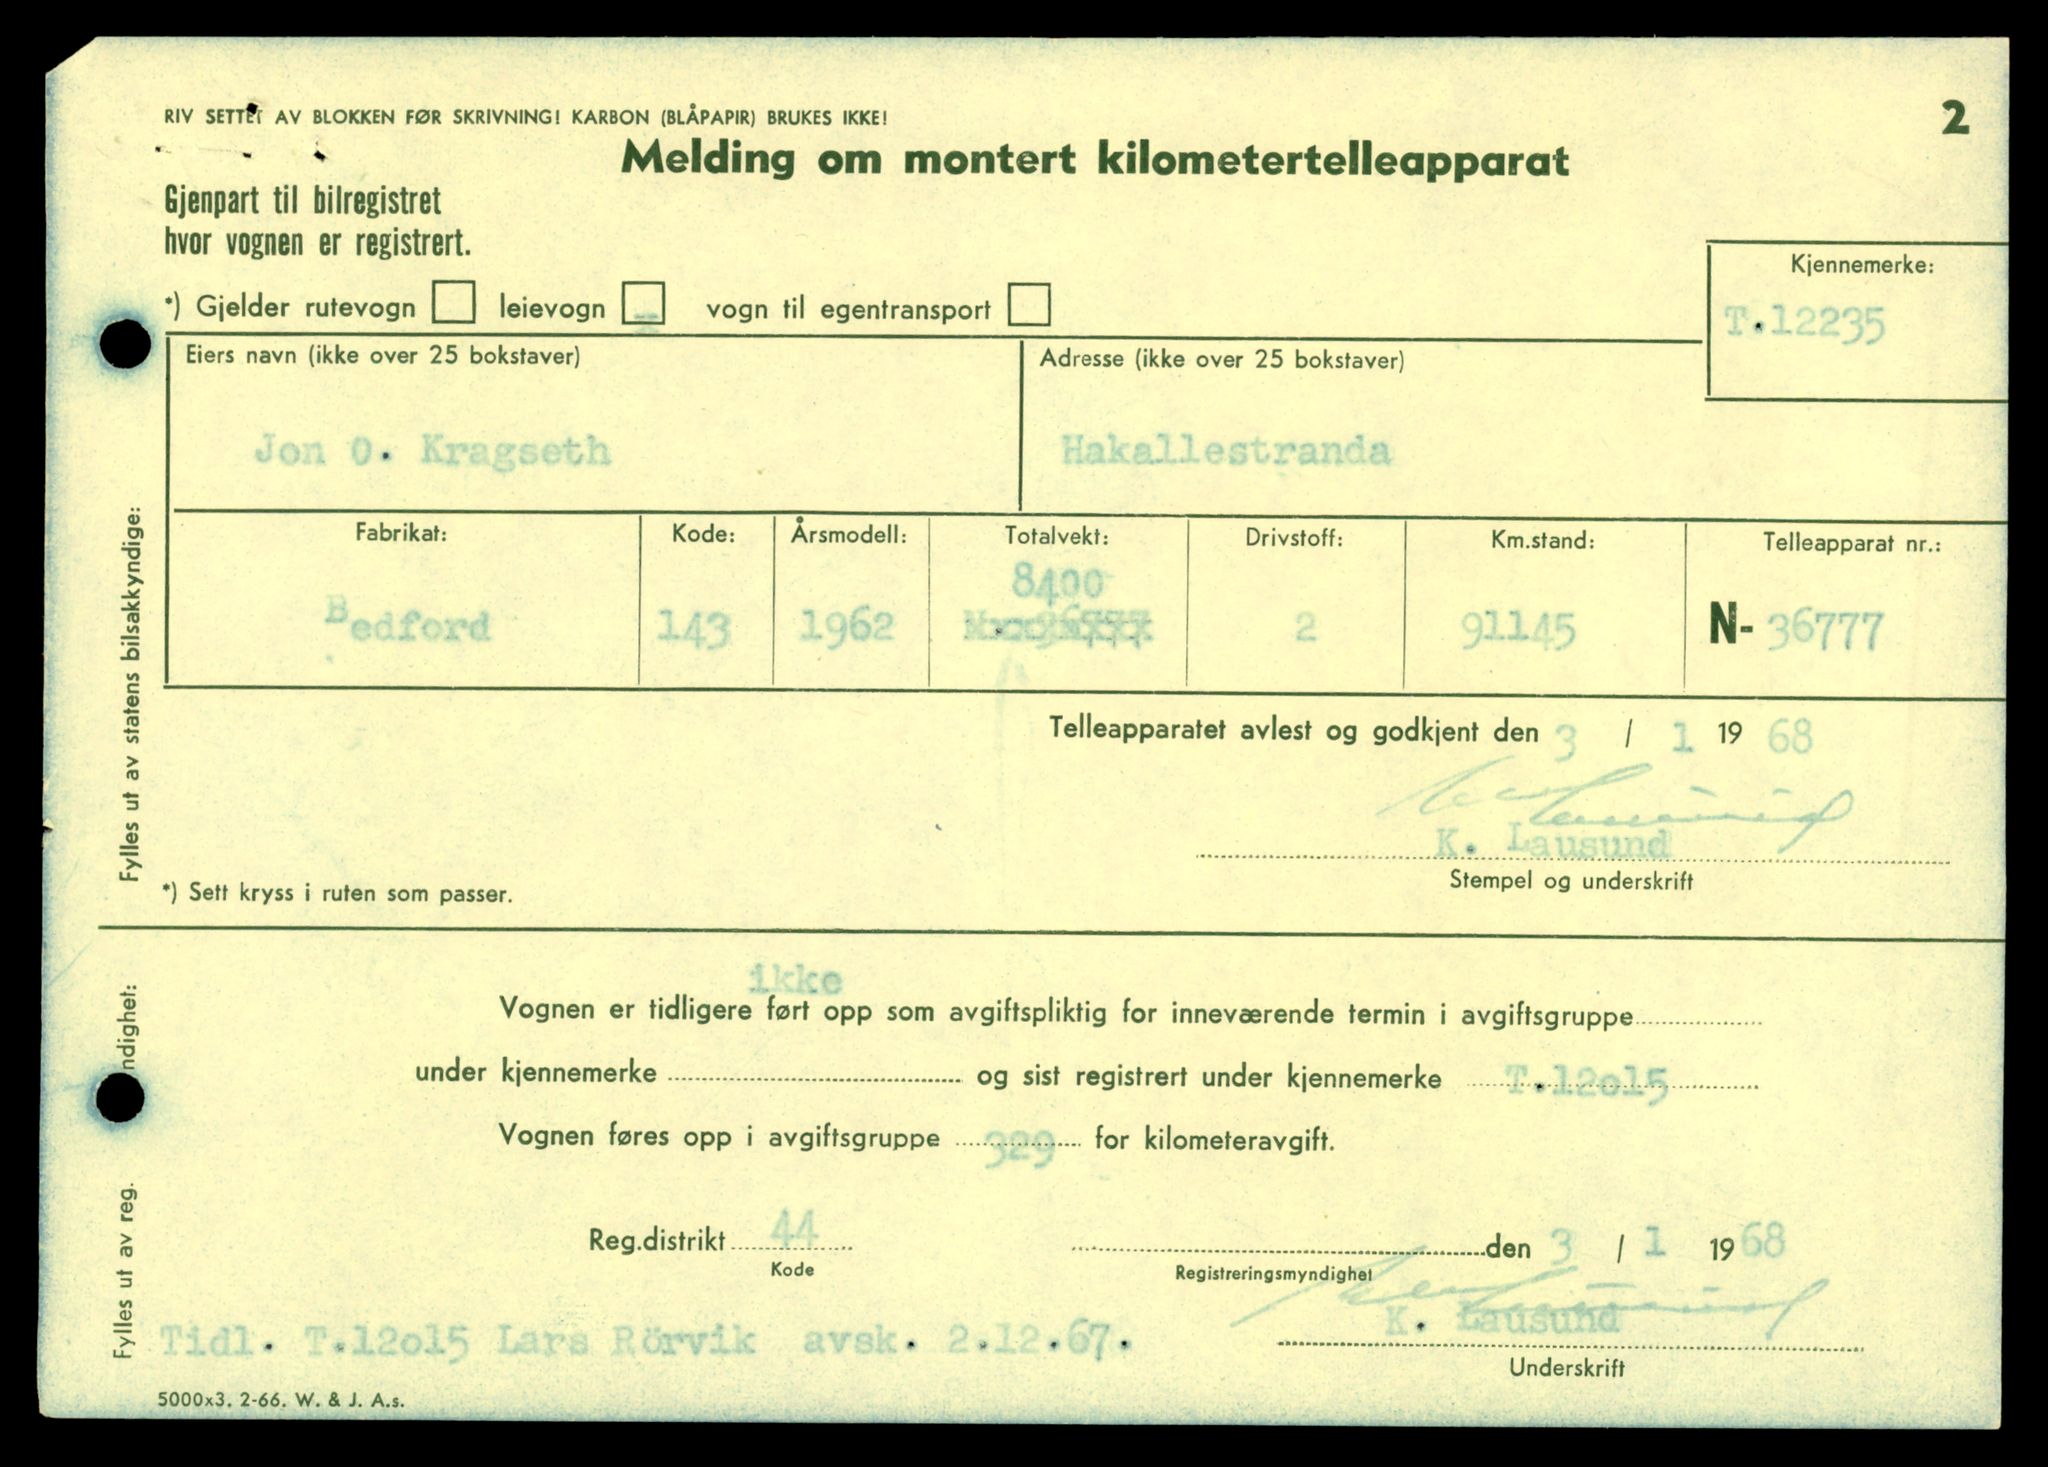 RIV SETTET AV BLOKKEN FØR SKRIVNING! KARBON (BLÅPAPIR) BRUKES IKKE!
2
Melding om montert kilometertelleapparat
Gjenpart til bilregistret
hvor vognen er registrert.
Kjennemerke:
T.12235
*) Gjelder rutevogn leievogn vogn til egentransport
Eiers navn (ikke over 25 bokstaver) Adresse (ikke over 25 bokstaver)
Jon O. Kragseth Hakallestranda
Fabrikat: Kode: Årsmodell: Totalvekt: Drivstoff: Km.stand: Telleapparat nr.:
8400
Bedford 143 1962 2 91145 N- 36777
Telleapparatet avlest og godkjent den 3 / 1 19 68
K. Lausund
Stempel og underskrift
*) Sett kryss i ruten som passer.
Fylles ut av statens bilsakkyndige:
ikke
Vognen er tidligere ført opp som avgiftspliktig for inneværende termin i avgiftsgruppe
under kjennemerke og sist registrert under kjennemerke T.12o15
Vognen føres opp i avgiftsgruppe 329 for kilometeravgift.
Reg.distrikt 44 den 3 / 1 1968
Kode Registreringsmyndighet
K. Lausund
Tidl. T.12o15 Lars Rörvik avsk. 2.12.67.
Underskrift
Fylles ut av reg. ndighet:
5000x3. 2-66. W. & J. A.s.